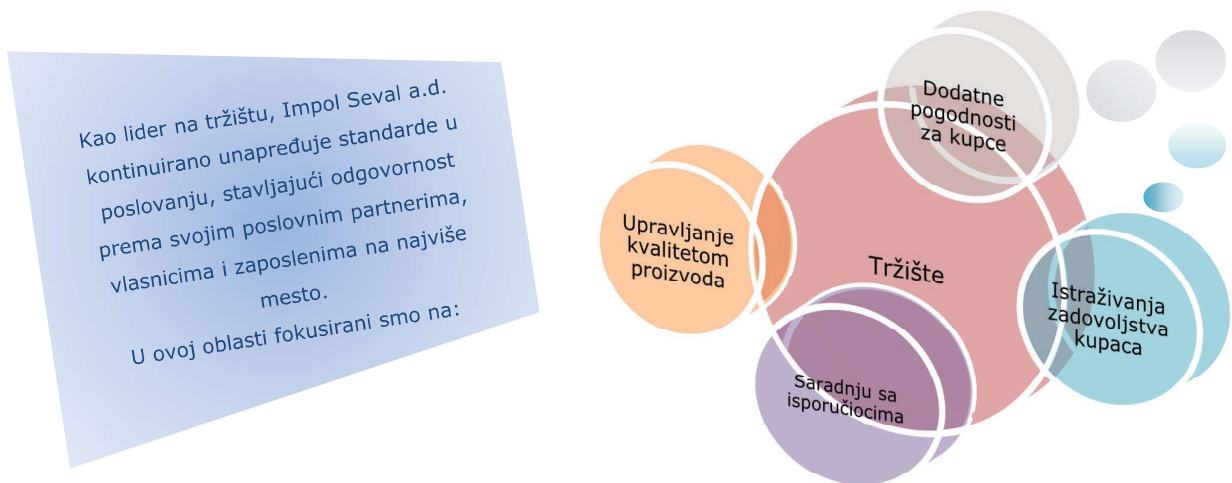 Kao lider na tržištu, Impol Seval a.d.
kontinuirano unapređuje standarde u
poslovanju, stavljajući odgovornost
prema svojim poslovnim partnerima,
vlasnicima i zaposlenima na najviše
mesto.
U ovoj oblasti fokusirani smo na:
Dodatne
pogodnosti
za kupce
Upravljanje
kvalitetom
proizvoda
Tržište
Istraživanja
zadovoljstva
kupaca
Saradnju sa
isporučiocima